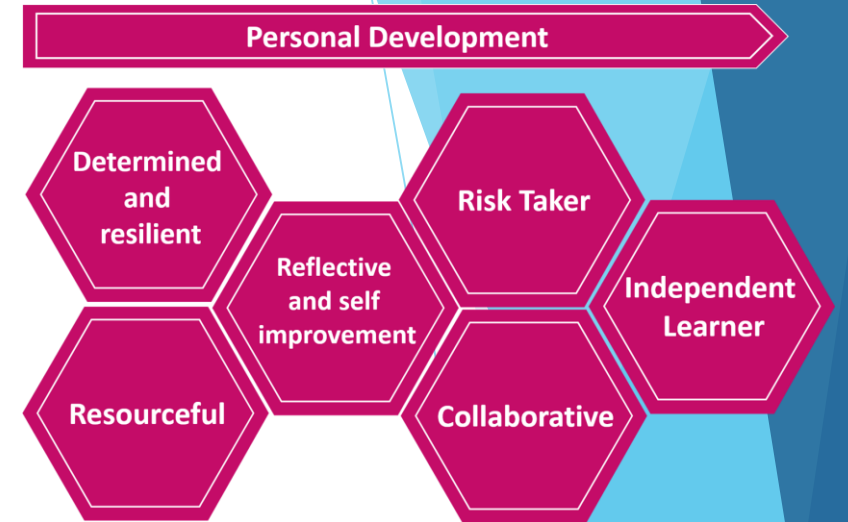 Personal Development
Determined
and
resilient
Risk Taker
Reflective
and self
improvement
Independent
Learner
Resourceful
Collaborative